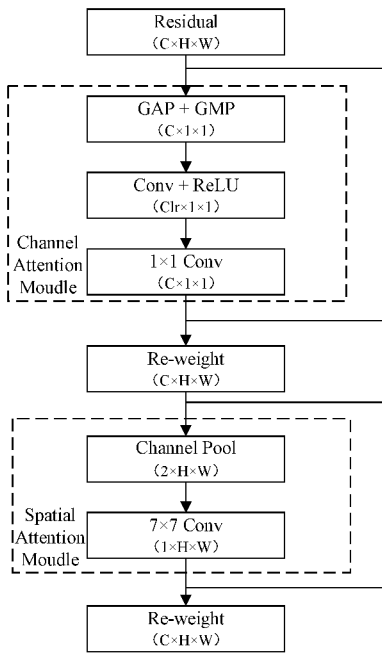 Residual
(C×H×W)
GAP + GMP
(C×1×1)
Conv + ReLU
(Clr×1×1)
Channel
Attention
Moudle
1×1 Conv
(C×1×1)
Re-weight
(C×H×W)
Channel Pool
(2×H×W)
Spatial
Attention
Moudle
7×7 Conv
(1×H×W)
Re-weight
(C×H×W)